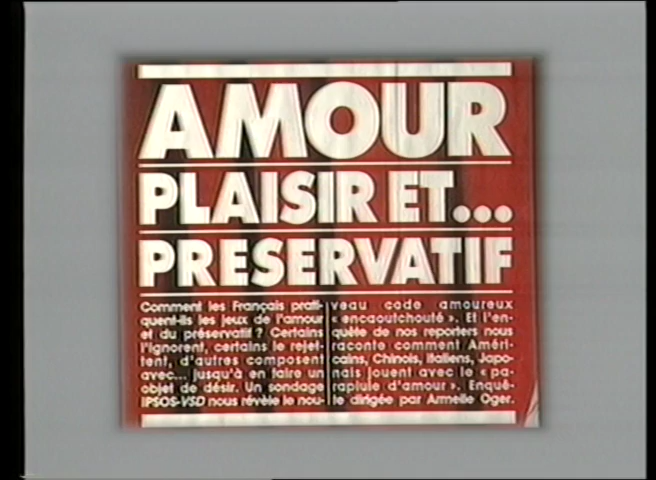 AMOUR
PLAISIR ET...
PRESERVATIF
Comment les Français prati-
quent-ils les jeux de l'amour
et du préservatif ? Certains
l'ignorent, certains le rejet-
tent, d'autres composent
avec... jusqu'à en faire un
objet de désir. Un sondage
IPSOS-VSD nous révèle le nou-
veau code amoureux
« encaoutchouté ». Et l'en-
quête de nos reporters nous
raconte comment Améri-
cains, Chinois, Italiens, Japo-
nais jouent avec le « pa-
rapluie d'amour ». Enquê-
te dirigée par Armelle Oger.